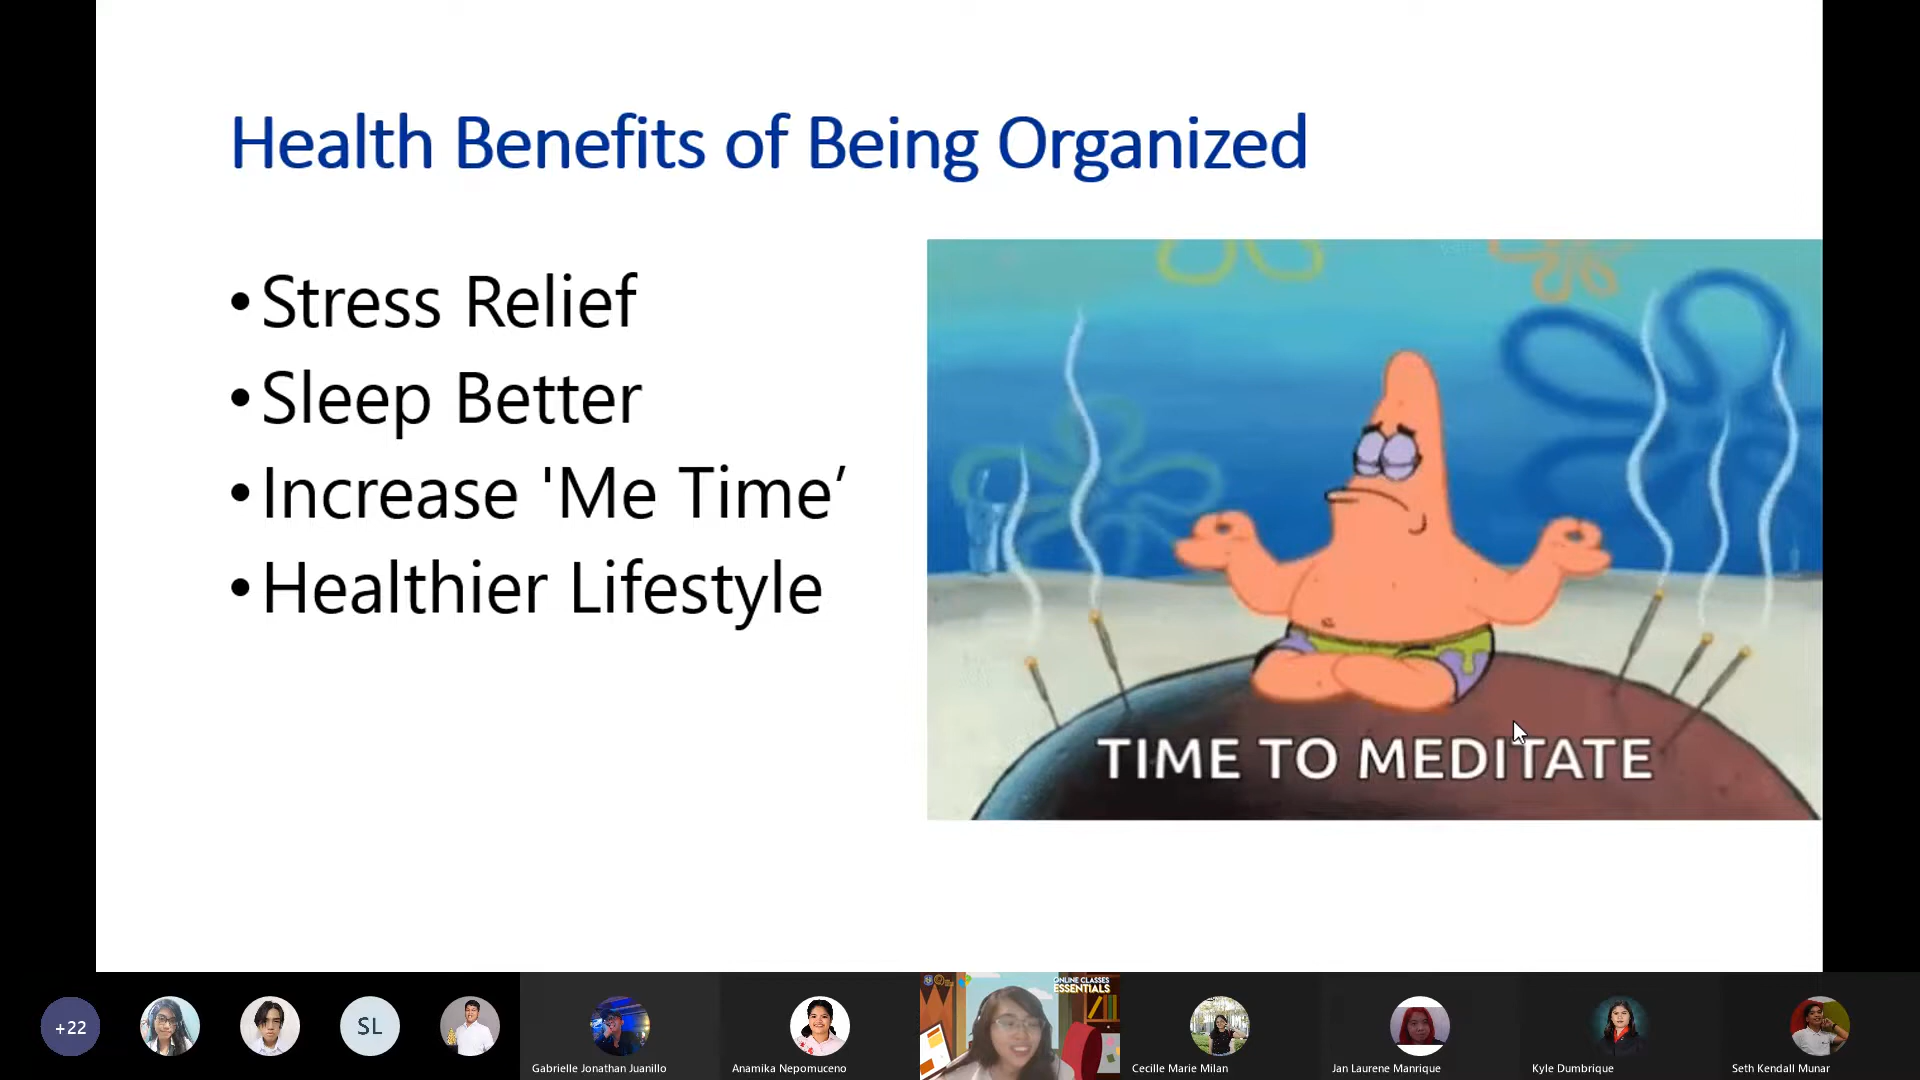 Health Benefits of Being Organized
•Stress Relief
•Sleep Better
•Increase 'Me Time’
•Healthier Lifestyle
TIME TO MEDITATE
+22
SL
ONLINE CLASSES
ESSENTIALS
Gabrielle Jonathan Juanillo
Anamika Nepomuceno
Cecille Marie Milan
Jan Laurene Manrique
Kyle Dumbrique
Seth Kendall Munar